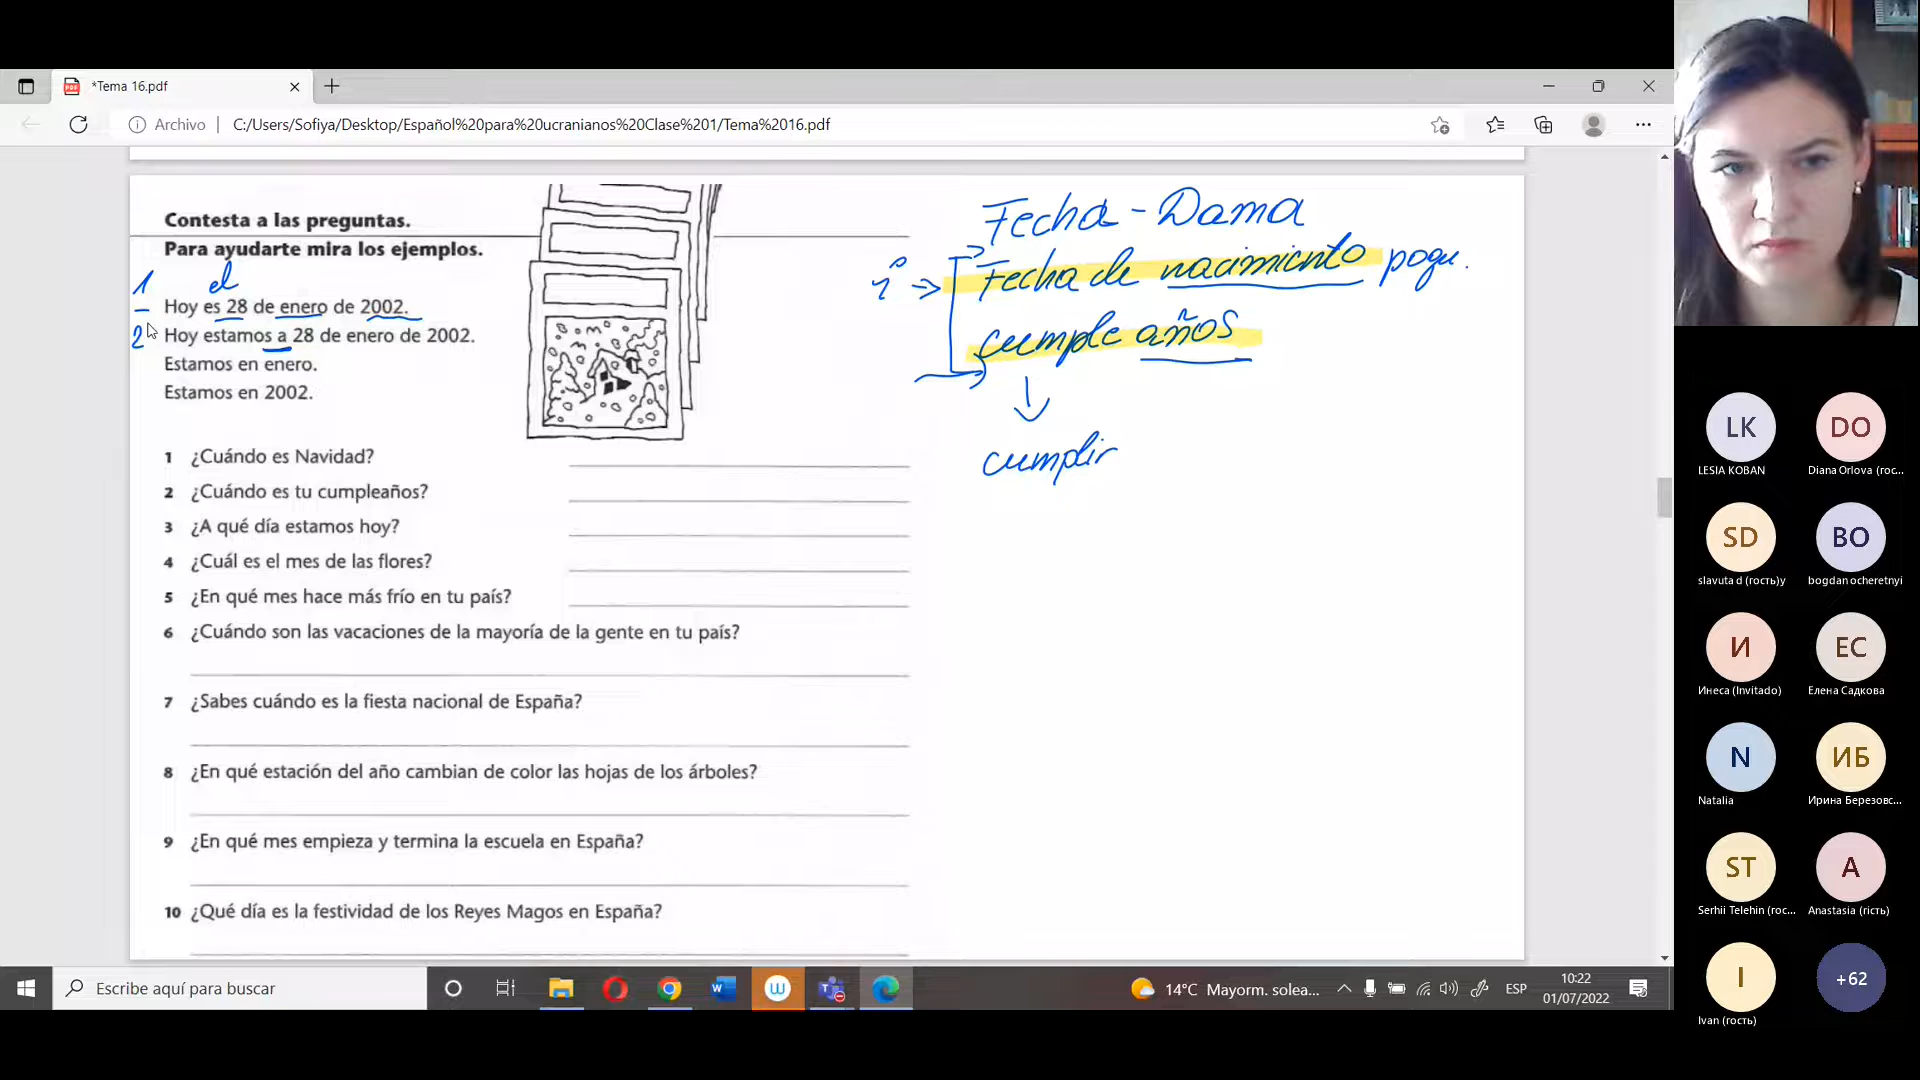 *Tema 16.pdf
Archivo
C:/Users/Sofiya/Desktop/Español%20para%20ucranianos%20Clase%201/Tema%2016.pdf
Contesta a las preguntas.
Para ayudarte mira los ejemplos.
1 el
Hoy es 28 de enero de 2002.
2 Hoy estamos a 28 de enero de 2002.
Estamos en enero.
Estamos en 2002.
1 ¿Cuándo es Navidad?
2 ¿Cuándo es tu cumpleaños?
3 ¿A qué día estamos hoy?
4 ¿Cuál es el mes de las flores?
5 ¿En qué mes hace más frío en tu país?
6 ¿Cuándo son las vacaciones de la mayoría de la gente en tu país?
7 ¿Sabes cuándo es la fiesta nacional de España?
8 ¿En qué estación del año cambian de color las hojas de los árboles?
9 ¿En qué mes empieza y termina la escuela en España?
10 ¿Qué día es la festividad de los Reyes Magos en España?
Fecha - Дата
Fecha de nacimiento
cumple años
cumplir
LK
LESIA KOBAN
DO
Diana Orlova (гос...
SD
slavuta d (гость)y
BO
bogdan ocheretnyi
И
Инеса (Invitado)
ЕС
Елена Садкова
N
Natalia
ИБ
Ирина Березовс...
ST
Serhii Telehin (гос...
A
Anastasia (гість)
I
Ivan (гость)
+62
Escribe aquí para buscar
14°C Mayorm. solea...
ESP
10:22
01/07/2022